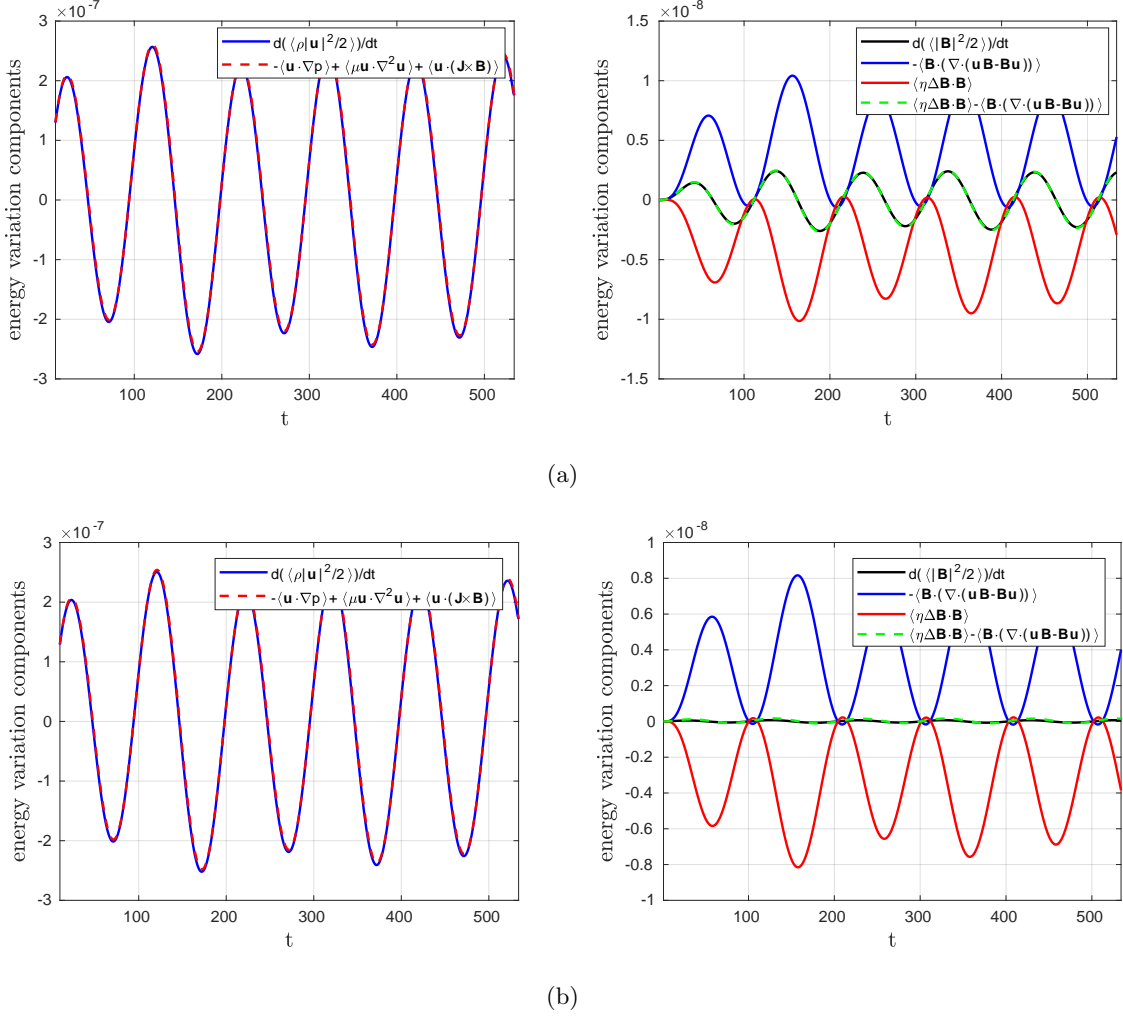 ×10⁻⁷
3
2
1
0
-1
-2
-3
energy variation components
100
200
300
400
500
t
d(⟨ρ|u|²/2⟩)/dt
-⟨u·∇p⟩+⟨μu·∇²u⟩+⟨u·(J×B)⟩
×10⁻⁸
1.5
1
0.5
0
-0.5
-1
-1.5
energy variation components
100
200
300
400
500
t
d(⟨|B|²/2⟩)/dt
-⟨B·(∇·(uB-Bu))⟩
⟨ηΔB·B⟩
⟨ηΔB·B⟩-⟨B·(∇·(uB-Bu))⟩
(a)
×10⁻⁷
3
2
1
0
-1
-2
-3
energy variation components
100
200
300
400
500
t
d(⟨ρ|u|²/2⟩)/dt
-⟨u·∇p⟩+⟨μu·∇²u⟩+⟨u·(J×B)⟩
×10⁻⁸
1
0.8
0.6
0.4
0.2
0
-0.2
-0.4
-0.6
-0.8
-1
energy variation components
100
200
300
400
500
t
d(⟨|B|²/2⟩)/dt
-⟨B·(∇·(uB-Bu))⟩
⟨ηΔB·B⟩
⟨ηΔB·B⟩-⟨B·(∇·(uB-Bu))⟩
(b)